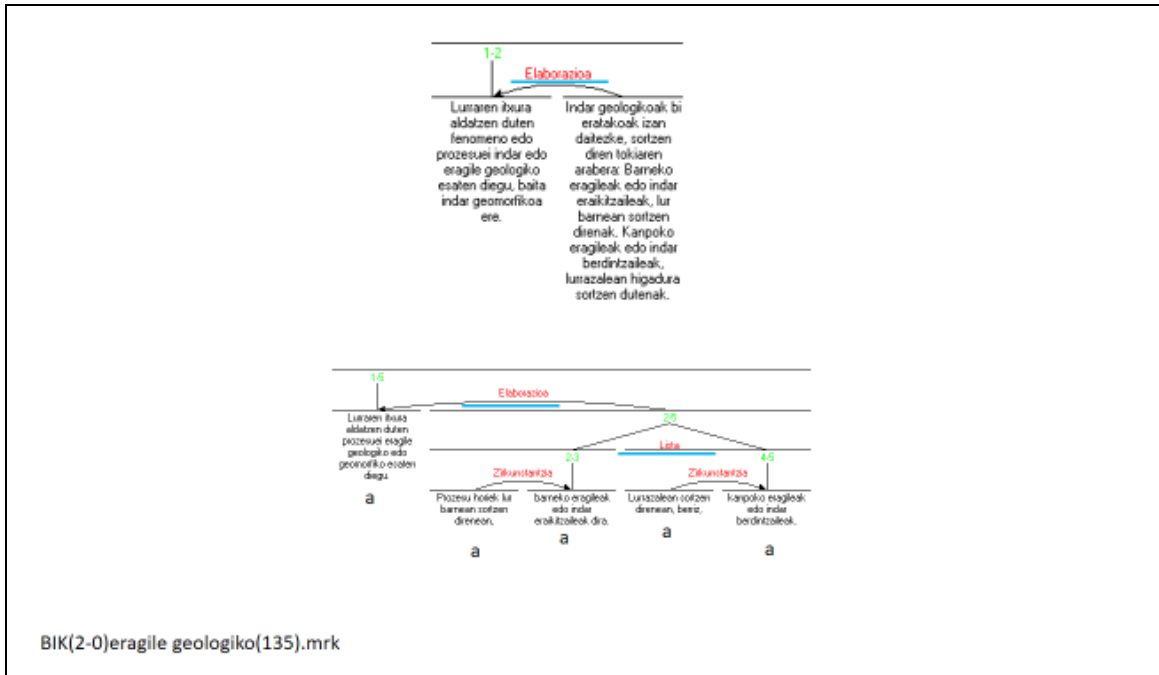 1-2
Elaborazioa
Lurraren itxura
aldatzen duten
fenomeno edo
prozesuei indar edo
eragile geologiko
esaten diegu, baita
indar geomorfikoa
ere.
Indar geologikoak bi
eratakoak izan
daitezke, sortzen
diren tokiaren
arabera: Barneko
eragileak edo indar
eraikitzaileak, lur
barnean sortzen
direnak. Kanpoko
eragileak edo indar
berdintzaileak,
lurrazalean higadura
sortzen dutenak.
1-5
Elaborazioa
Lurraren itxura
aldatzen duten
prozesuei eragile
geologiko edo
geomorfiko esaten
diegu.
a
2-5
Lista
2-3
4-5
Zirkunstantzia
Zirkunstantzia
Prozesu horiek lur
barnean sortzen
direnean,
a
barneko eragileak
edo indar
eraikitzaileak dira.
a
Lurrazalean sortzen
direnean, berriz,
a
kanpoko eragileak
edo indar
berdintzaileak.
a
BIK(2-0)eragile geologiko(135).mrk